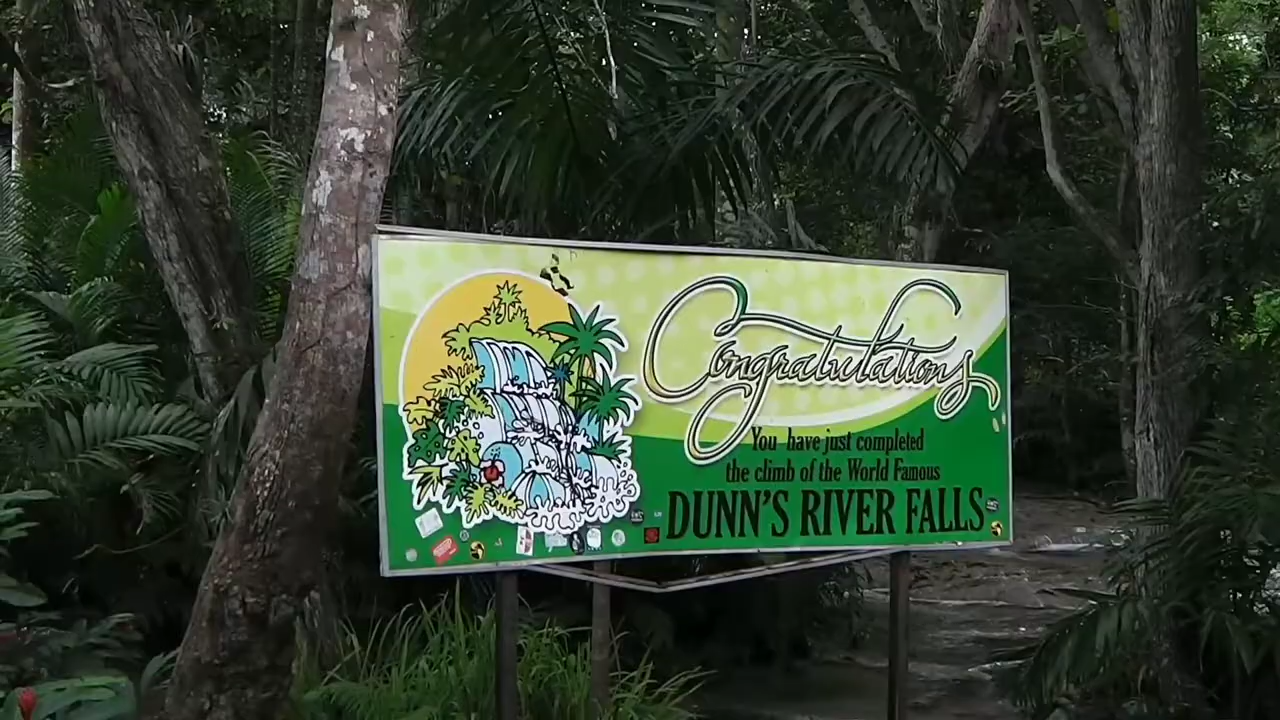 Congratulations
You have just completed
the climb of the World Famous
DUNN'S RIVER FALLS